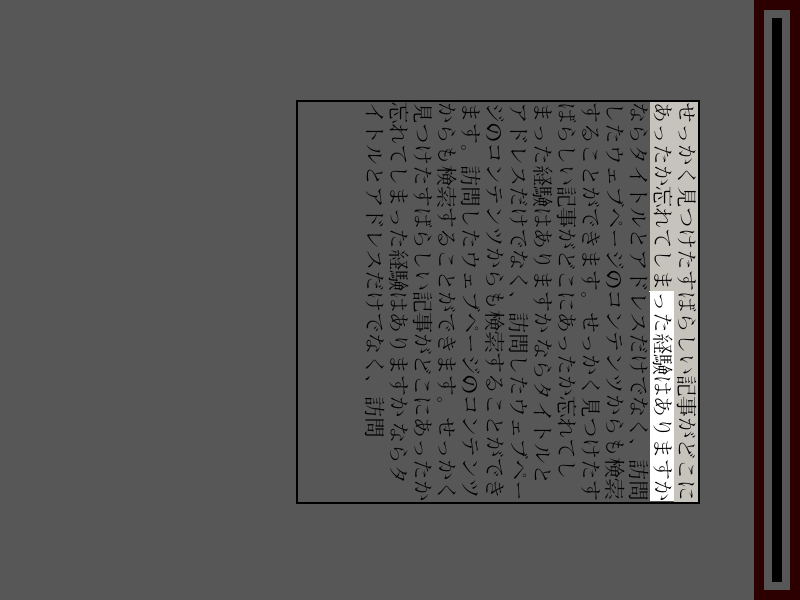 せっかく見つけたすばらしい記事がどこに
あったか忘れてしまった経験はありますか
ならタイトルとアドレスだけでなく、訪問
したウェブページのコンテンツからも検索
することができます。せっかく見つけたす
ばらしい記事がどこにあったか忘れてし
まった経験はありますかならタイトルと
アドレスだけでなく、訪問したウェブペー
ジのコンテンツからも検索することができ
ます。訪問したウェブページのコンテンツ
からも検索することができます。せっかく
見つけたすばらしい記事がどこにあったか
忘れてしまった経験はありますかならタ
イトルとアドレスだけでなく、訪問